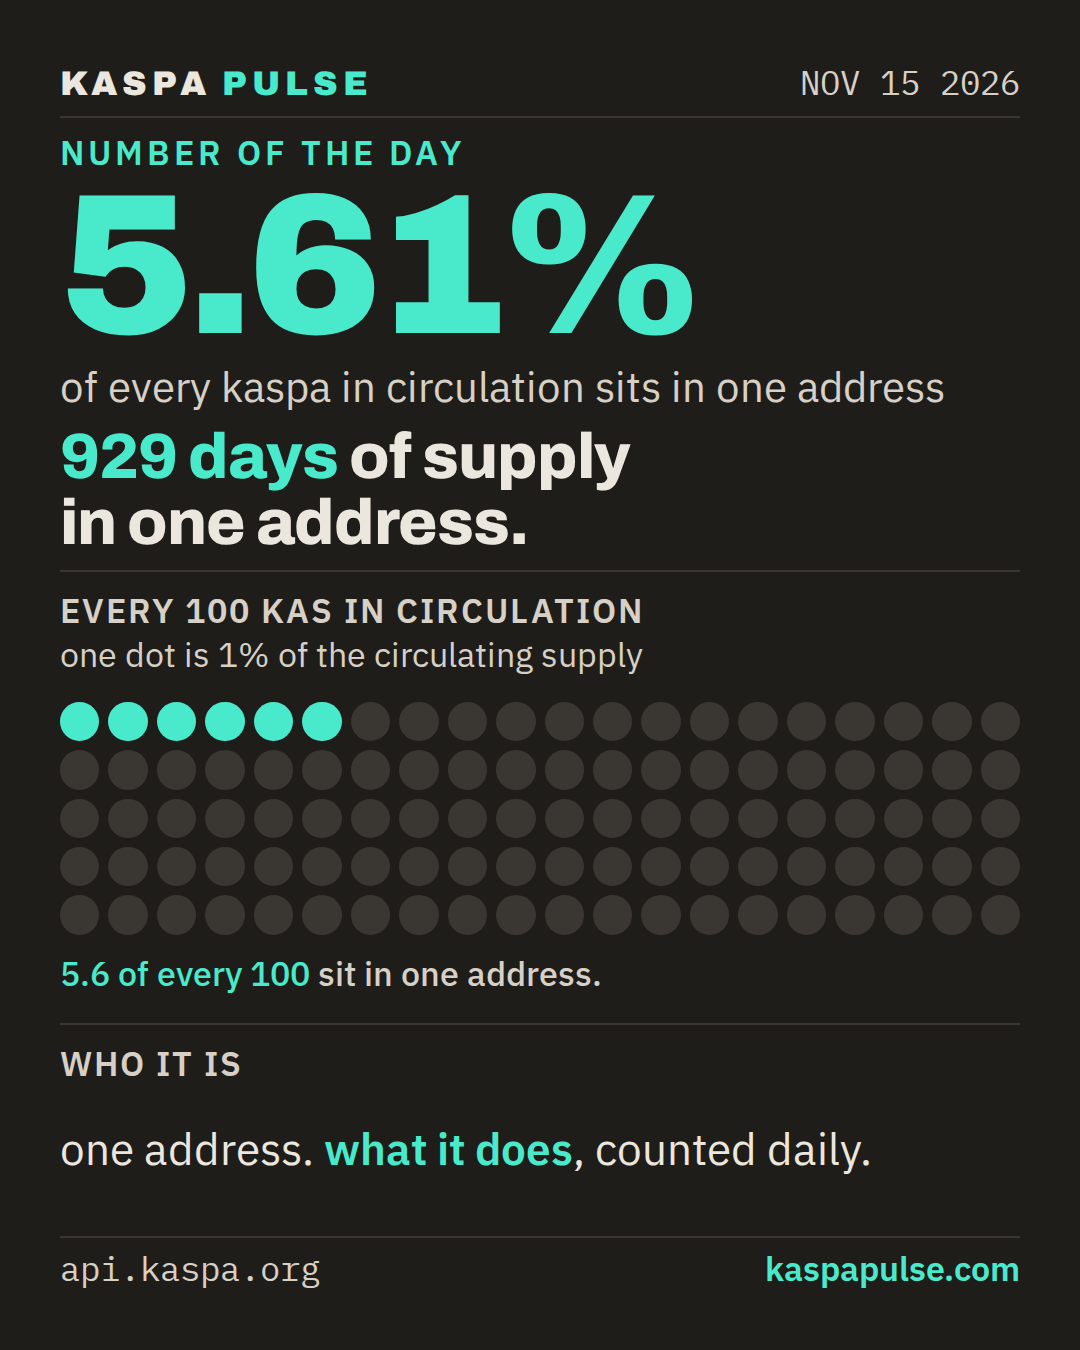 KASPA PULSE
NOV 15 2026
NUMBER OF THE DAY
5.61%
of every kaspa in circulation sits in one address
929 days of supply
in one address.
EVERY 100 KAS IN CIRCULATION
one dot is 1% of the circulating supply
5.6 of every 100 sit in one address.
WHO IT IS
one address. what it does, counted daily.
api.kaspa.org
kaspapulse.com